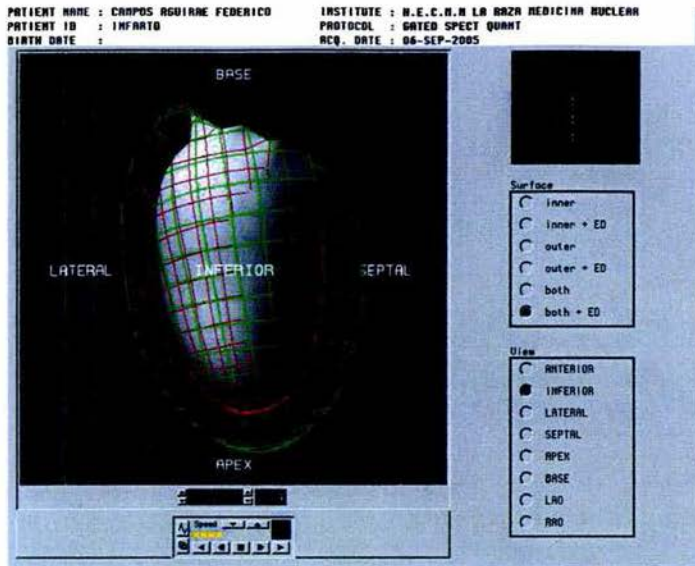 PATIENT NAME : CAMPOS AGUIRRE FEDERICO
PATIENT ID : INFARTO
BIRTH DATE :
INSTITUTE : H.E.C.M.N LA RAZA MEDICINA NUCLEAR
PROTOCOL : GATED SPECT QUANT
ACQ. DATE : 06-SEP-2005
BASE
LATERAL
INFERIOR
SEPTAL
APEX
Speed
Surface
inner
inner + ED
outer
outer + ED
both
both + ED
View
ANTERIOR
INFERIOR
LATERAL
SEPTAL
APEX
BASE
LAO
RAO